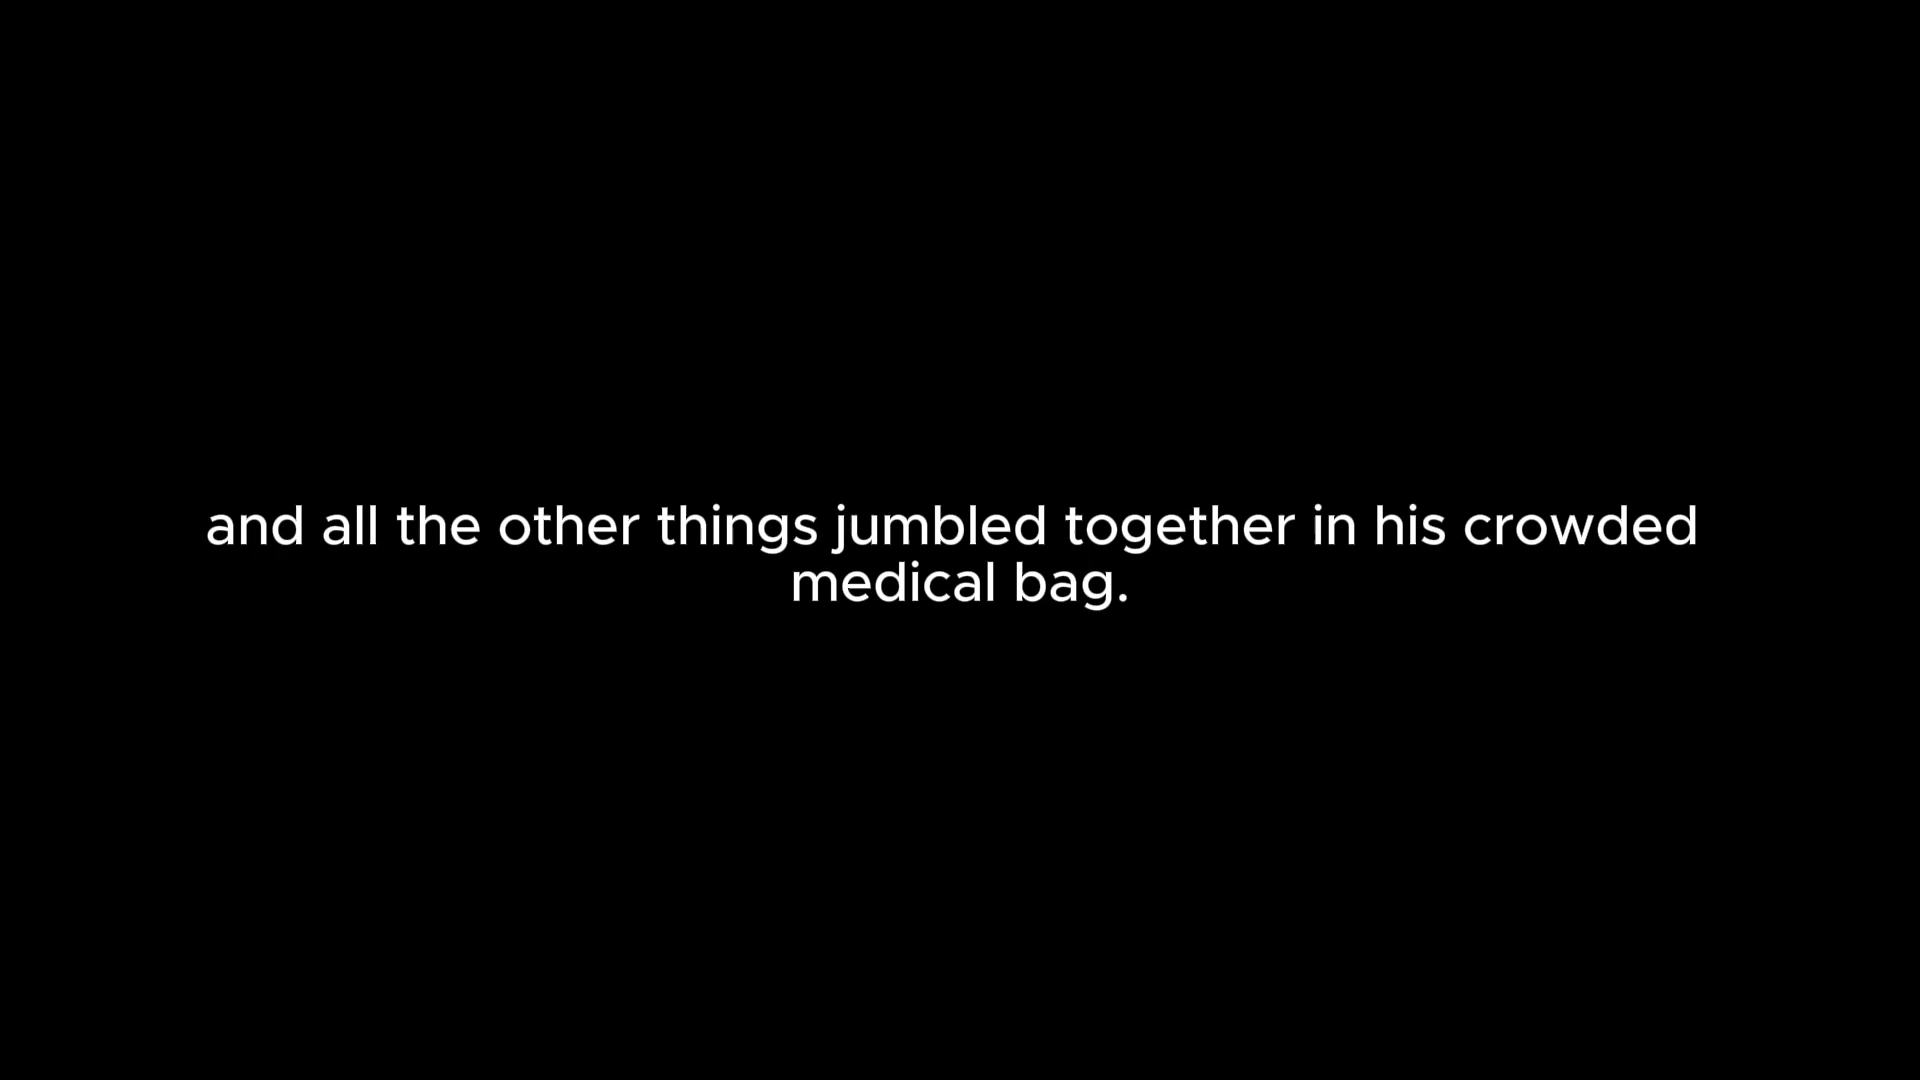 and all the other things jumbled together in his crowded
medical bag.